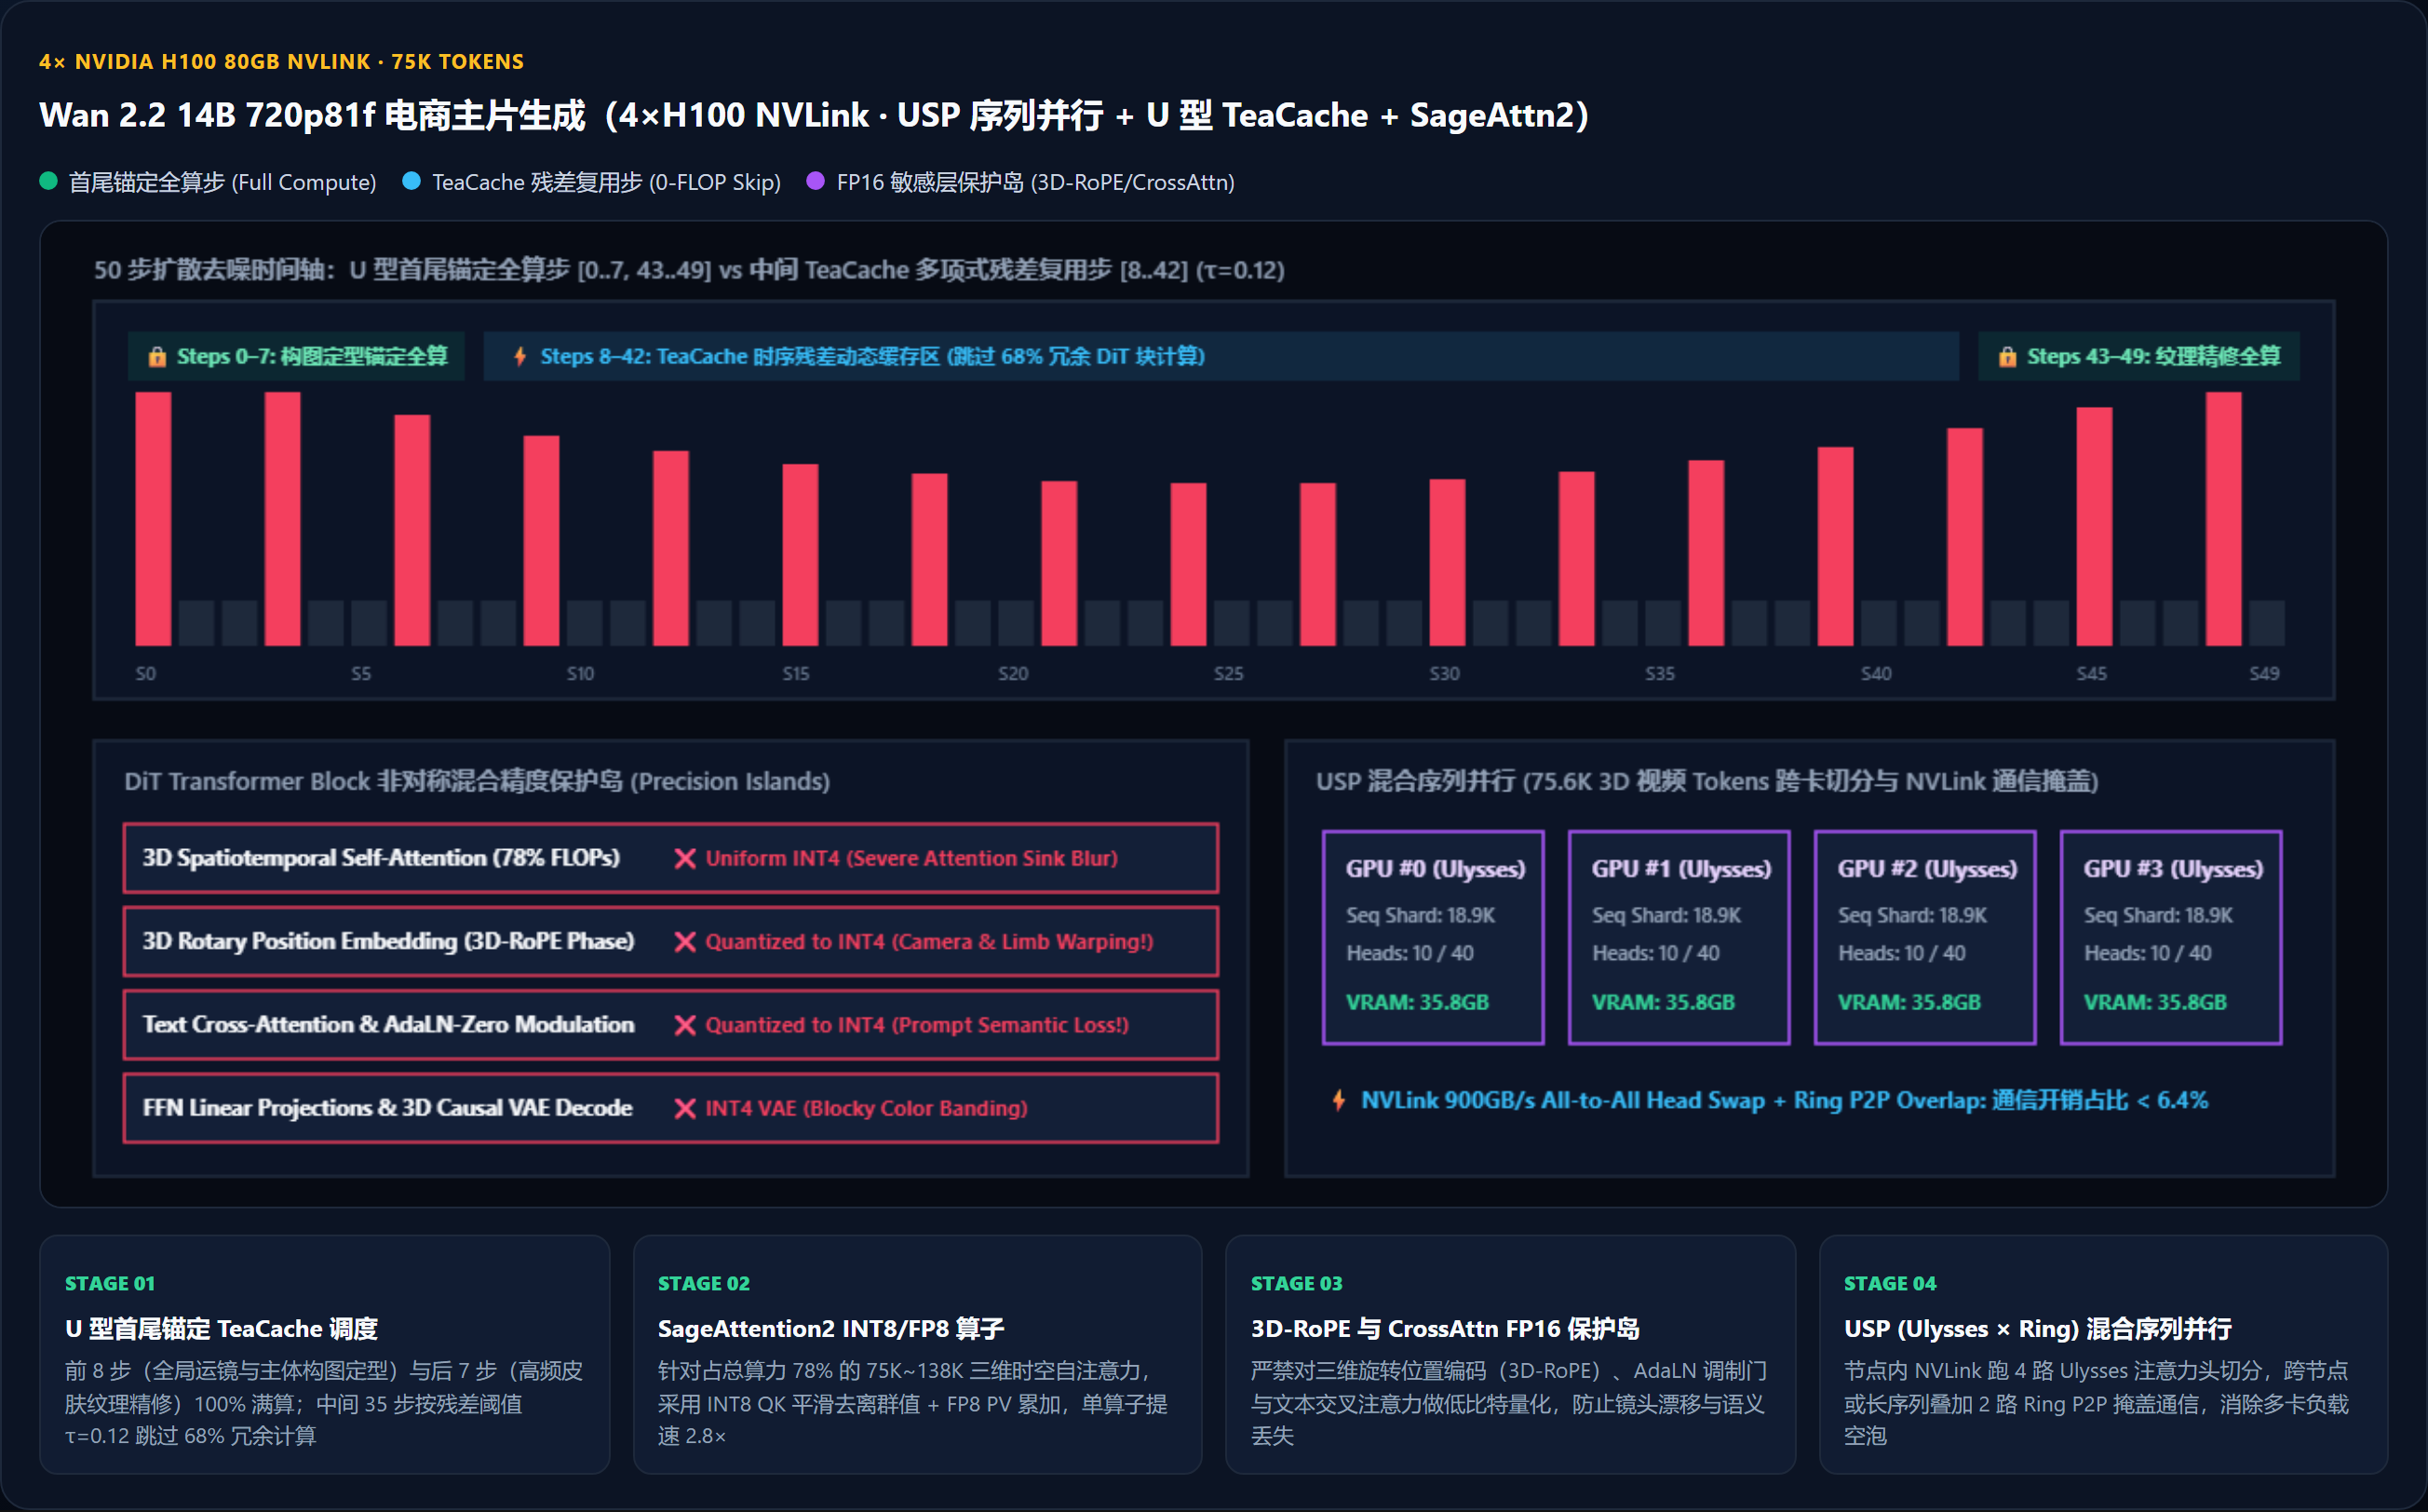 4× NVIDIA H100 80GB NVLINK · 75K TOKENS
Wan 2.2 14B 720p81f 电商主片生成（4×H100 NVLink · USP 序列并行 + U 型 TeaCache + SageAttn2）
首尾锚定全算步 (Full Compute) TeaCache 残差复用步 (0-FLOP Skip) FP16 敏感层保护岛 (3D-RoPE/CrossAttn)
50 步扩散去噪时间轴：U 型首尾锚定全算步 [0..7, 43..49] vs 中间 TeaCache 多项式残差复用步 [8..42] (τ=0.12)
🔒 Steps 0–7: 构图定型锚定全算
⚡ Steps 8–42: TeaCache 时序残差动态缓存区 (跳过 68% 冗余 DiT 块计算)
🔒 Steps 43–49: 纹理精修全算
S0 S5 S10 S15 S20 S25 S30 S35 S40 S45 S49
DiT Transformer Block 非对称混合精度保护岛 (Precision Islands)
3D Spatiotemporal Self-Attention (78% FLOPs) ❌ Uniform INT4 (Severe Attention Sink Blur)
3D Rotary Position Embedding (3D-RoPE Phase) ❌ Quantized to INT4 (Camera & Limb Warping!)
Text Cross-Attention & AdaLN-Zero Modulation ❌ Quantized to INT4 (Prompt Semantic Loss!)
FFN Linear Projections & 3D Causal VAE Decode ❌ INT4 VAE (Blocky Color Banding)
USP 混合序列并行 (75.6K 3D 视频 Tokens 跨卡切分与 NVLink 通信掩盖)
GPU #0 (Ulysses)
Seq Shard: 18.9K
Heads: 10 / 40
VRAM: 35.8GB
GPU #1 (Ulysses)
Seq Shard: 18.9K
Heads: 10 / 40
VRAM: 35.8GB
GPU #2 (Ulysses)
Seq Shard: 18.9K
Heads: 10 / 40
VRAM: 35.8GB
GPU #3 (Ulysses)
Seq Shard: 18.9K
Heads: 10 / 40
VRAM: 35.8GB
⚡ NVLink 900GB/s All-to-All Head Swap + Ring P2P Overlap: 通信开销占比 < 6.4%
STAGE 01
U 型首尾锚定 TeaCache 调度
前 8 步（全局运镜与主体构图定型）与后 7 步（高频皮
肤纹理精修）100% 满算；中间 35 步按残差阈值
τ=0.12 跳过 68% 冗余计算
STAGE 02
SageAttention2 INT8/FP8 算子
针对占总算力 78% 的 75K~138K 三维时空自注意力，
采用 INT8 QK 平滑去离群值 + FP8 PV 累加，单算子提
速 2.8×
STAGE 03
3D-RoPE 与 CrossAttn FP16 保护岛
严禁对三维旋转位置编码（3D-RoPE）、AdaLN 调制门
与文本交叉注意力做低比特量化，防止镜头漂移与语义
丢失
STAGE 04
USP (Ulysses × Ring) 混合序列并行
节点内 NVLink 跑 4 路 Ulysses 注意力头切分，跨节点
或长序列叠加 2 路 Ring P2P 掩盖通信，消除多卡负载
空泡